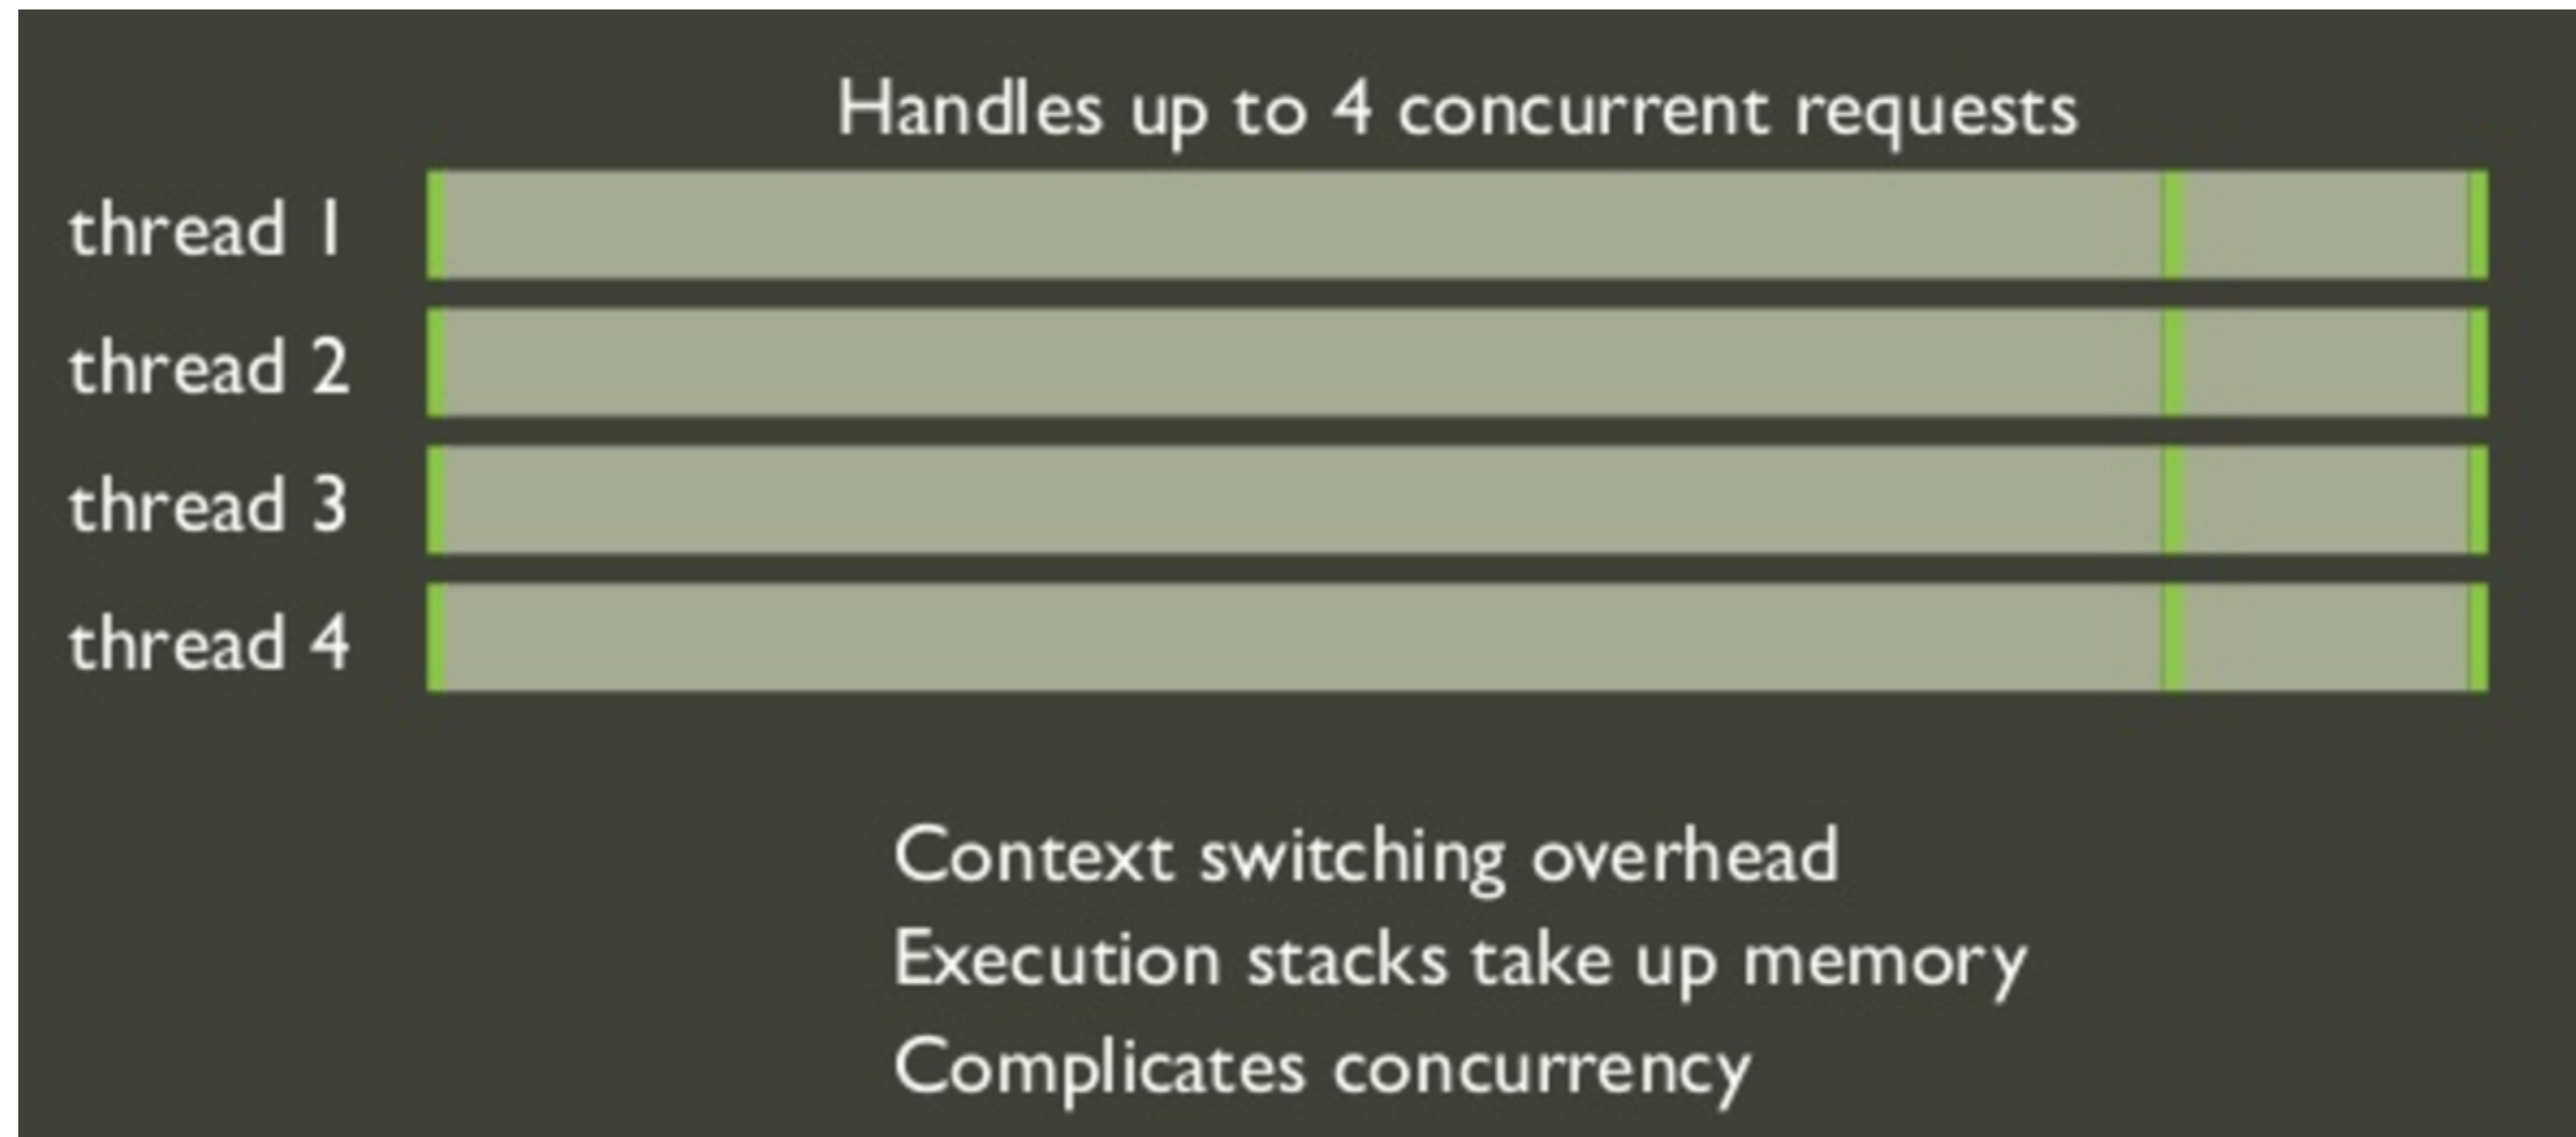 Handles up to 4 concurrent requests
thread 1
thread 2
thread 3
thread 4
Context switching overhead
Execution stacks take up memory
Complicates concurrency